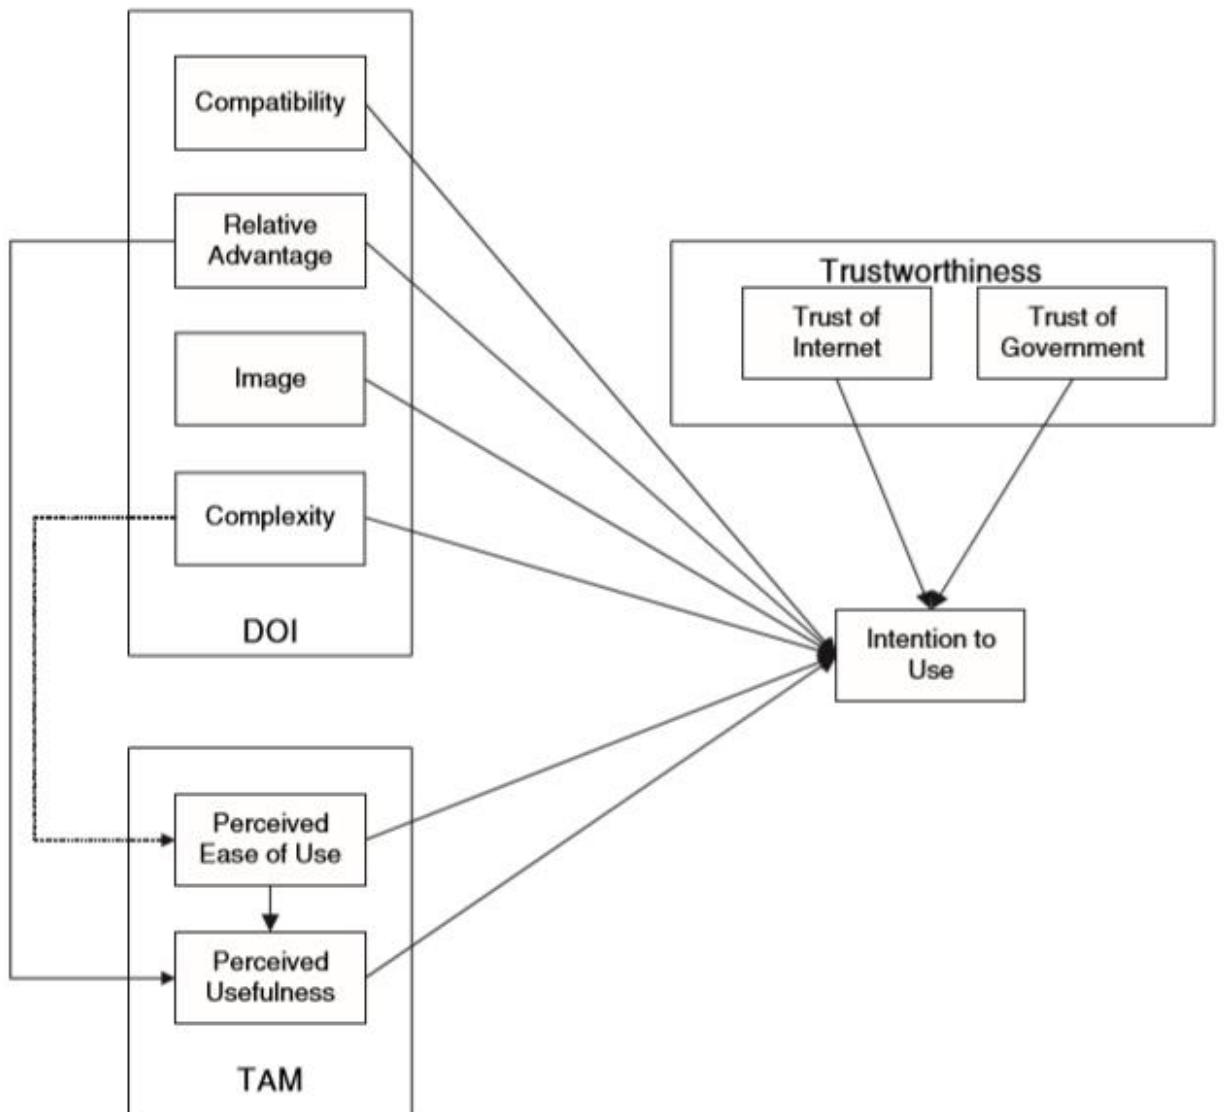 Compatibility
Relative
Advantage
Image
Complexity
DOI
Trustworthiness
Trust of
Internet
Trust of
Government
Intention to
Use
Perceived
Ease of Use
Perceived
Usefulness
TAM